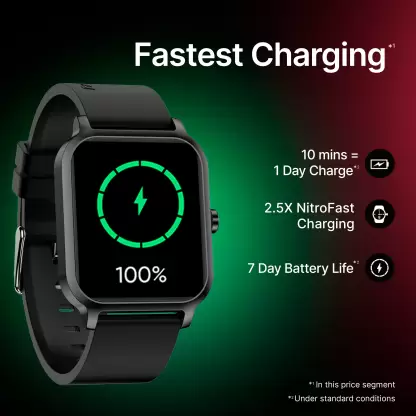 Fastest Charging*¹
10 mins =
1 Day Charge*¹
2.5X NitroFast
Charging
7 Day Battery Life*²
100%
*¹ In this price segment
*² Under standard conditions